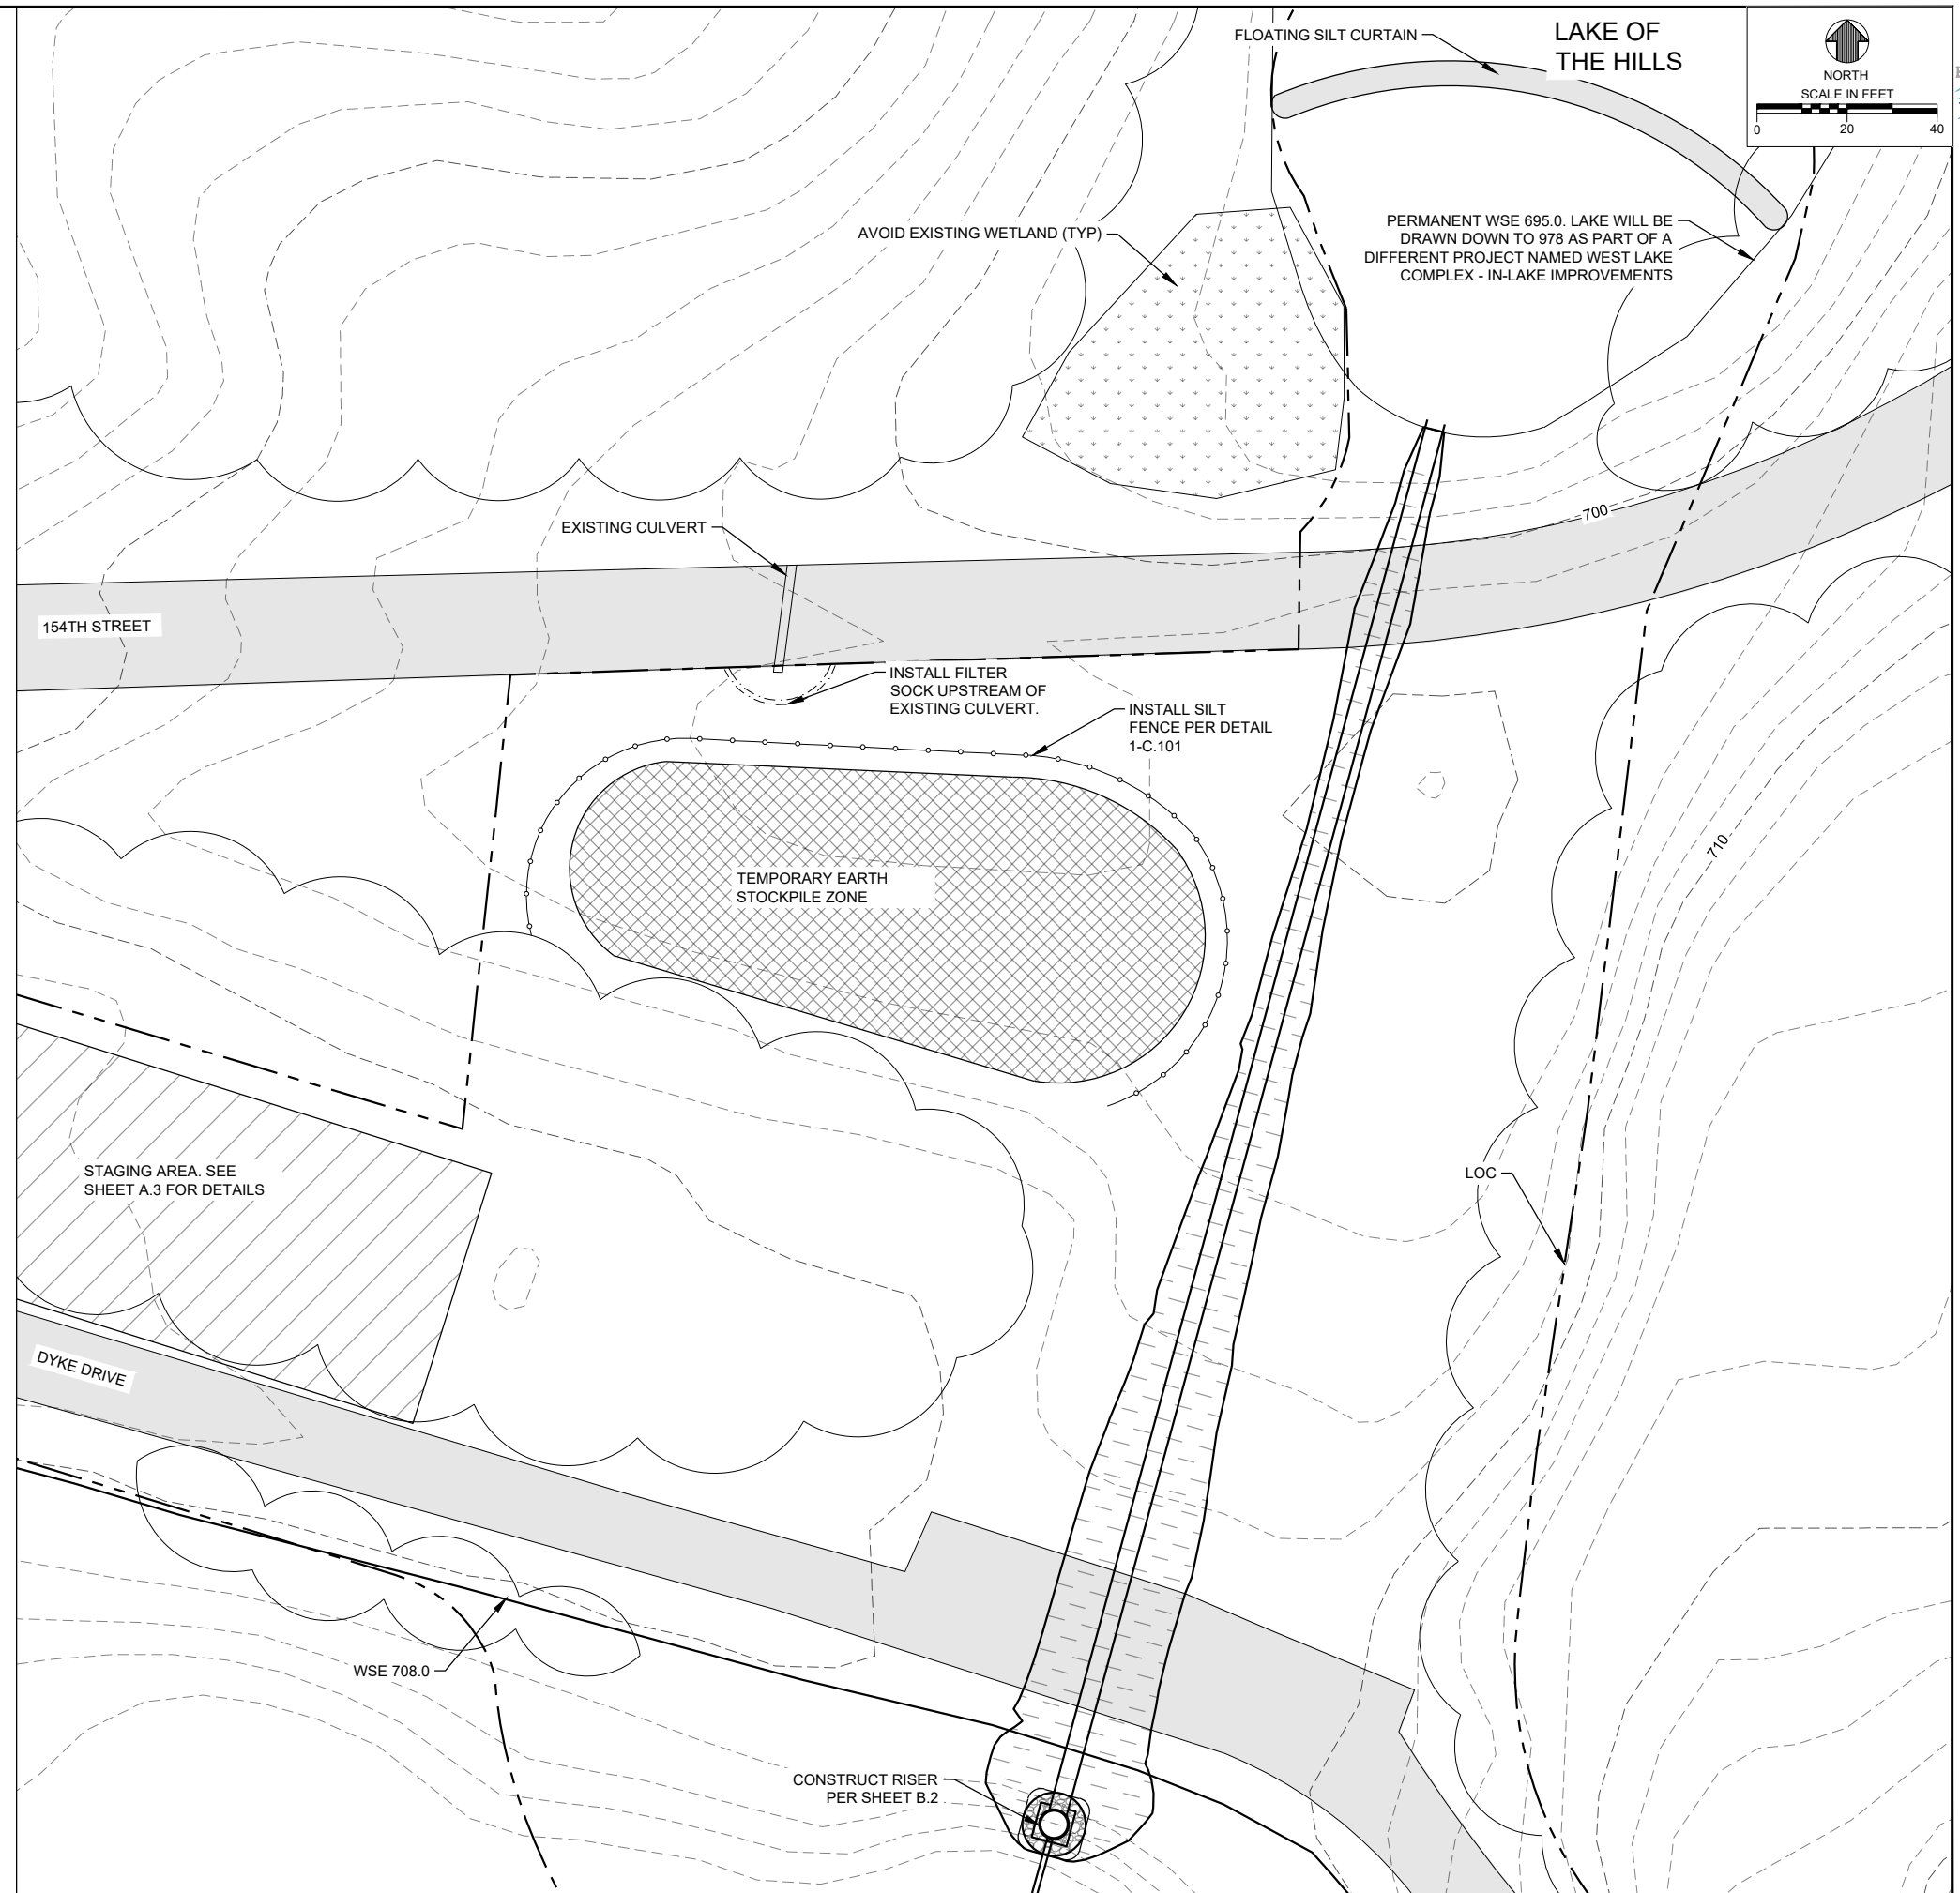 FLOATING SILT CURTAIN
LAKE OF
THE HILLS
NORTH
SCALE IN FEET
0 20 40
AVOID EXISTING WETLAND (TYP)
PERMANENT WSE 695.0. LAKE WILL BE
DRAWN DOWN TO 978 AS PART OF A
DIFFERENT PROJECT NAMED WEST LAKE
COMPLEX - IN-LAKE IMPROVEMENTS
700
EXISTING CULVERT
154TH STREET
INSTALL FILTER
SOCK UPSTREAM OF
EXISTING CULVERT.
INSTALL SILT
FENCE PER DETAIL
1-C.101
710
TEMPORARY EARTH
STOCKPILE ZONE
STAGING AREA. SEE
SHEET A.3 FOR DETAILS
LOC
DYKE DRIVE
WSE 708.0
CONSTRUCT RISER
PER SHEET B.2